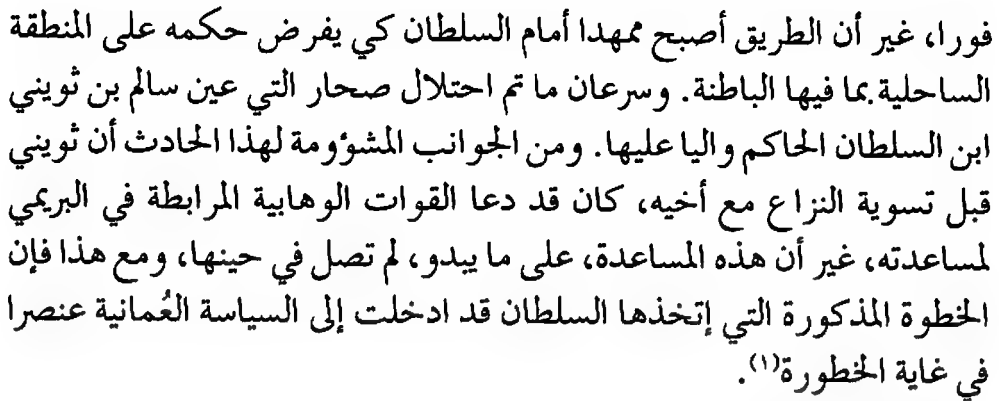 فورا، غير أن الطريق أصبح ممهدا أمام السلطان كي يفرض حكمه على المنطقة
الساحلية بما فيها الباطنة. وسرعان ما تم احتلال صحار التي عين سالم بن ثويني
ابن السلطان الحاكم واليا عليها. ومن الجوانب المشؤومة لهذا الحادث أن ثويني
قبل تسوية النزاع مع أخيه، كان قد دعا القوات الوهابية المرابطة في البريمي
لمساعدته، غير أن هذه المساعدة، على ما يبدو، لم تصل في حينها، ومع هذا فإن
الخطوة المذكورة التي إتخذها السلطان قد ادخلت إلى السياسة العُمانية عنصرا
في غاية الخطورة(١).